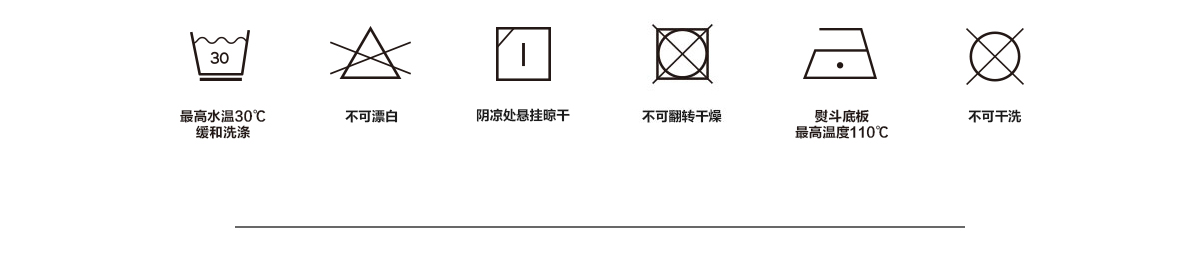 30
最高水温30℃
缓和洗涤
不可漂白
阴凉处悬挂晾干
不可翻转干燥
熨斗底板
最高温度110℃
不可干洗